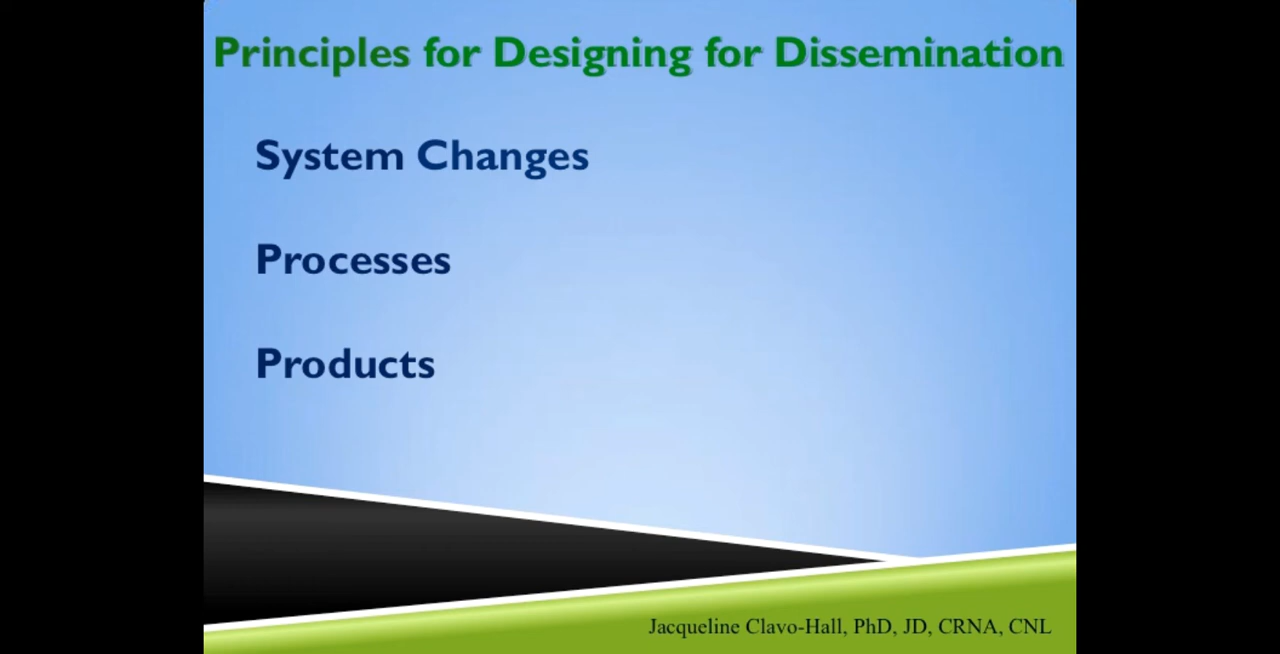 Principles for Designing for Dissemination
System Changes
Processes
Products
Jacqueline Clavo-Hall, PhD, JD, CRNA, CNL